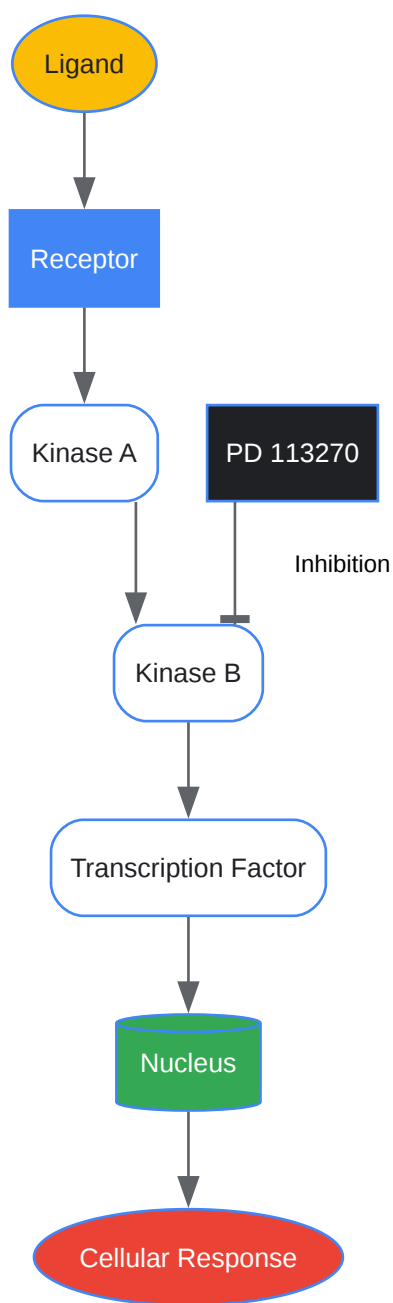 Ligand
Receptor
Kinase A
PD 113270
Inhibition
Kinase B
Transcription Factor
Nucleus
Cellular Response